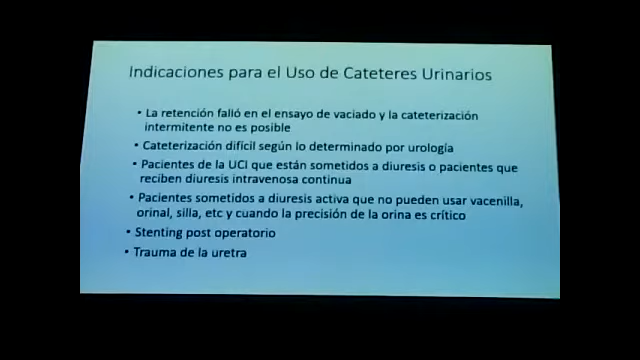 Indicaciones para el Uso de Cateteres Urinarios
• La retención falló en el ensayo de vaciado y la cateterización
intermitente no es posible
• Cateterización difícil según lo determinado por urología
• Pacientes de la UCI que están sometidos a diuresis o pacientes que
reciben diuresis intravenosa continua
• Pacientes sometidos a diuresis activa que no pueden usar vacenilla,
orinal, silla, etc y cuando la precisión de la orina es crítico
• Stenting post operatorio
• Trauma de la uretra